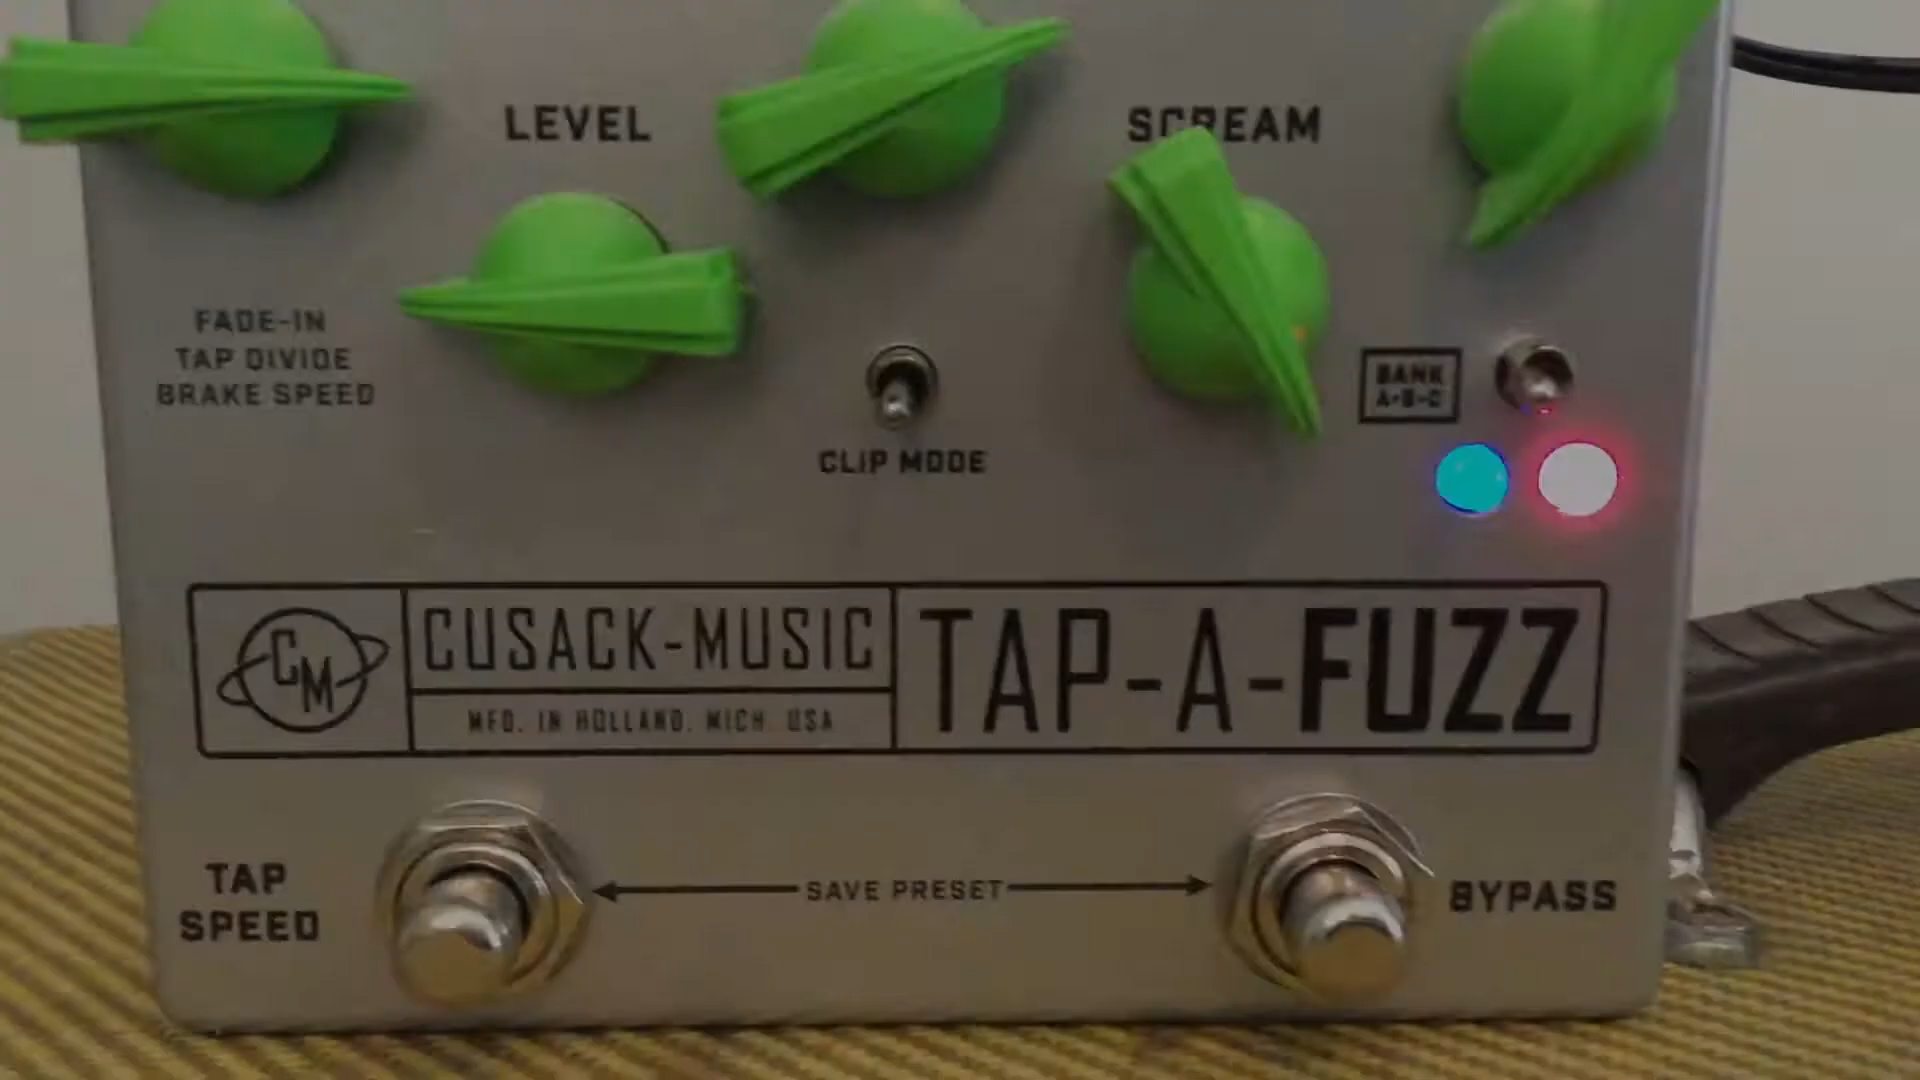 LEVEL
SCREAM
FADE-IN
TAP DIVIDE
BRAKE SPEED
BANK
A-B-C
CLIP MODE
CM
CUSACK-MUSIC
MFD. IN HOLLAND, MICH. USA
TAP-A-FUZZ
TAP
SPEED
SAVE PRESET
BYPASS